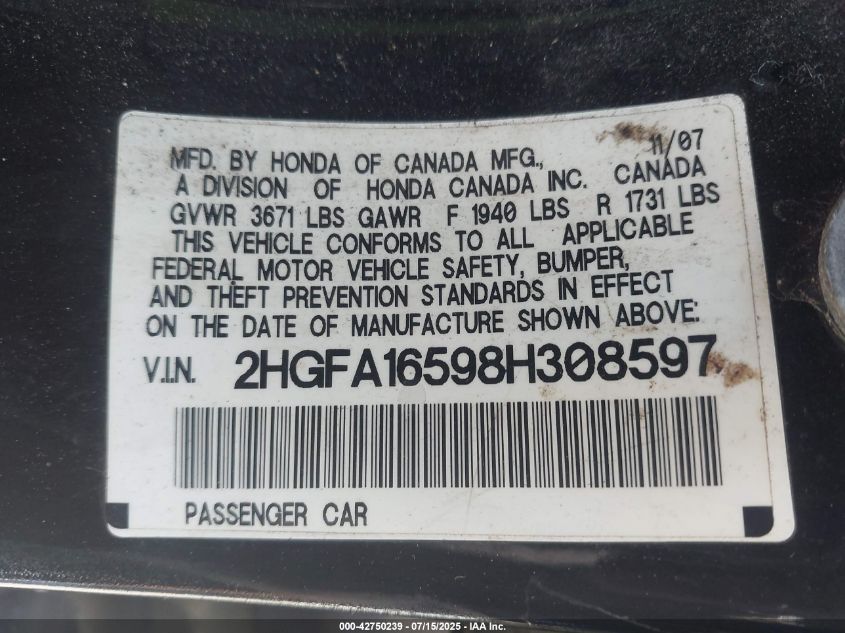 11/07
MFD. BY HONDA OF CANADA MFG.,
A DIVISION OF HONDA CANADA INC. CANADA
GVWR 3671 LBS GAWR F 1940 LBS R 1731 LBS
THIS VEHICLE CONFORMS TO ALL APPLICABLE
FEDERAL MOTOR VEHICLE SAFETY, BUMPER,
AND THEFT PREVENTION STANDARDS IN EFFECT
ON THE DATE OF MANUFACTURE SHOWN ABOVE:
V.I.N. 2HGFA16598H308597
PASSENGER CAR
000-42750239 - 07/15/2025 - IAA Inc.